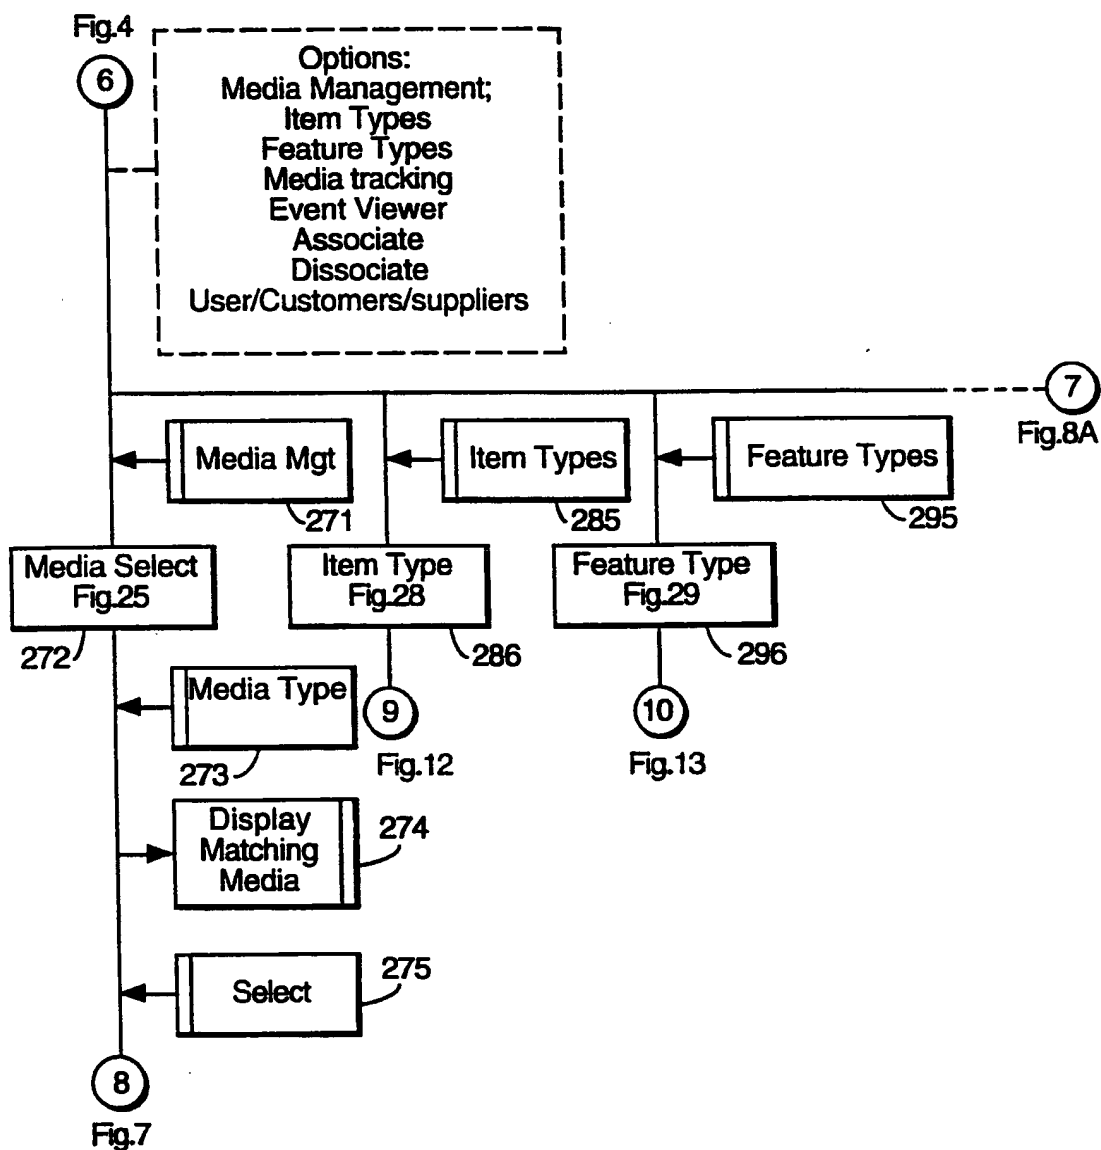 Fig.4
6
Options:
Media Management;
Item Types
Feature Types
Media tracking
Event Viewer
Associate
Dissociate
User/Customers/suppliers
7
Fig.8A
Media Mgt
271
Item Types
285
Feature Types
295
Media Select
Fig.25
272
Item Type
Fig.28
286
Feature Type
Fig.29
296
Media Type
273
9
Fig.12
10
Fig.13
Display
Matching
Media
274
Select
275
8
Fig.7